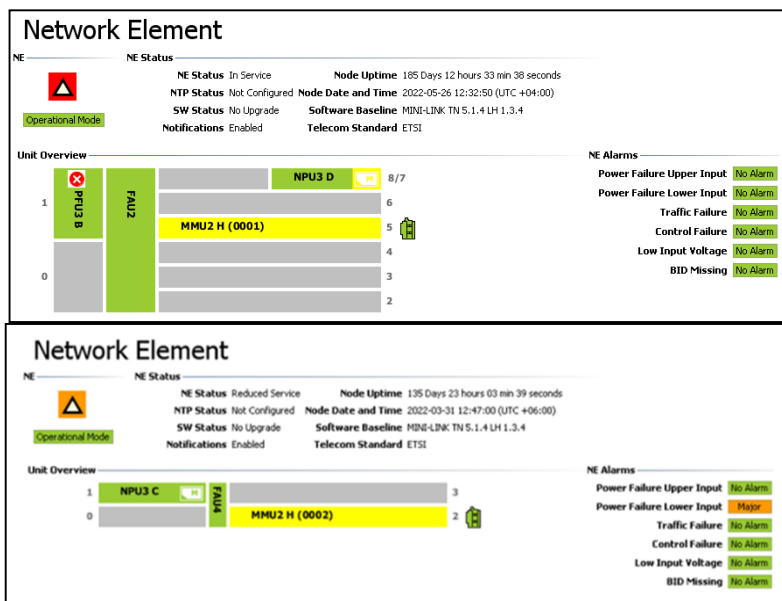 Network Element
NE
NE Status
NE Status In Service Node Uptime 185 Days 12 hours 33 min 38 seconds
NTP Status Not Configured Node Date and Time 2022-05-26 12:32:50 (UTC +04:00)
SW Status No Upgrade Software Baseline MINI-LINK TN 5.1.4 LH 1.3.4
Notifications Enabled Telecom Standard ETSI
Operational Mode
Unit Overview
NE Alarms
1
PFU3 B
FAU2
NPU3 D M 8/7
6
MMU2 H (0001) 5
4
0
3
2
Power Failure Upper Input No Alarm
Power Failure Lower Input No Alarm
Traffic Failure No Alarm
Control Failure No Alarm
Low Input Voltage No Alarm
BID Missing No Alarm
Network Element
NE
NE Status
NE Status Reduced Service Node Uptime 135 Days 23 hours 03 min 39 seconds
NTP Status Not Configured Node Date and Time 2022-03-31 12:47:00 (UTC +06:00)
SW Status No Upgrade Software Baseline MINI-LINK TN 5.1.4 LH 1.3.4
Notifications Enabled Telecom Standard ETSI
Operational Mode
Unit Overview
NE Alarms
1 NPU3 C M
FAU4
3
0 MMU2 H (0002) 2
Power Failure Upper Input No Alarm
Power Failure Lower Input Major
Traffic Failure No Alarm
Control Failure No Alarm
Low Input Voltage No Alarm
BID Missing No Alarm